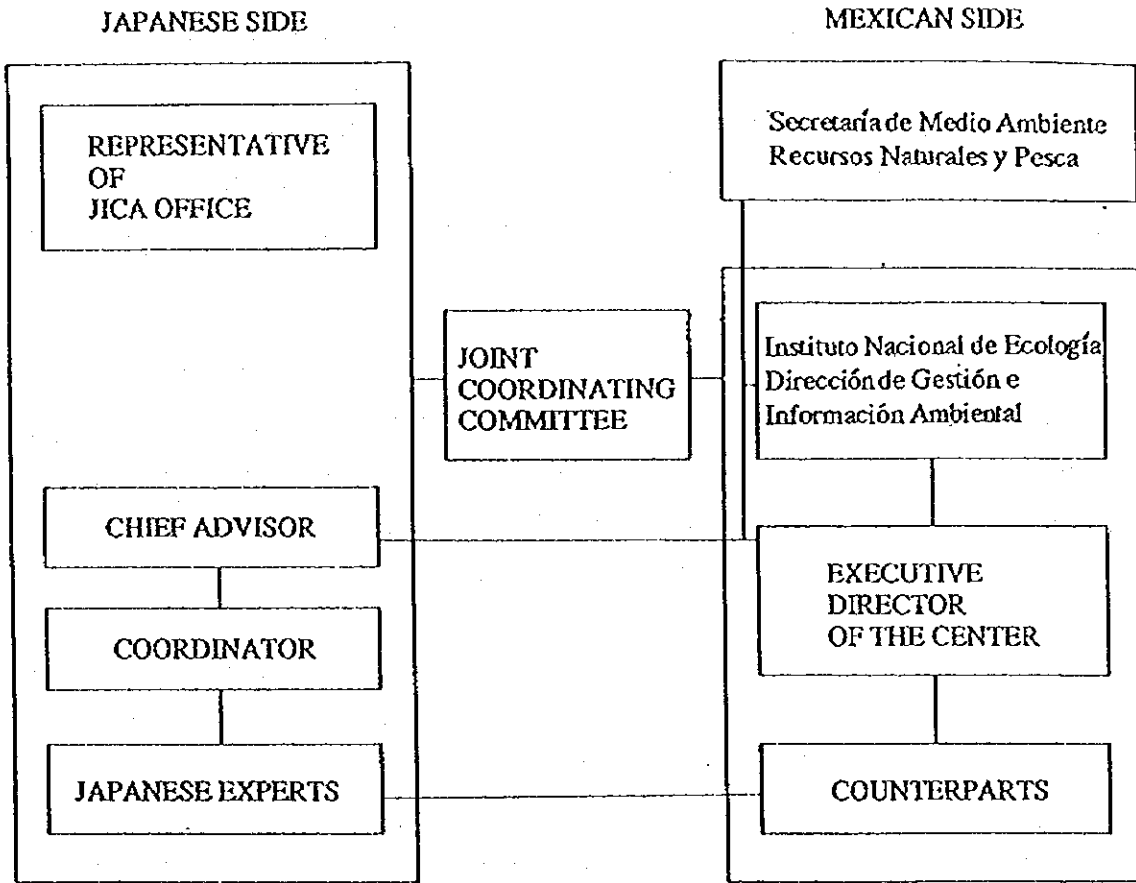 JAPANESE SIDE
REPRESENTATIVE
OF
JICA OFFICE
CHIEF ADVISOR
COORDINATOR
JAPANESE EXPERTS
JOINT
COORDINATING
COMMITTEE
MEXICAN SIDE
Secretaría de Medio Ambiente
Recursos Naturales y Pesca
Instituto Nacional de Ecología
Dirección de Gestión e
Información Ambiental
EXECUTIVE
DIRECTOR
OF THE CENTER
COUNTERPARTS